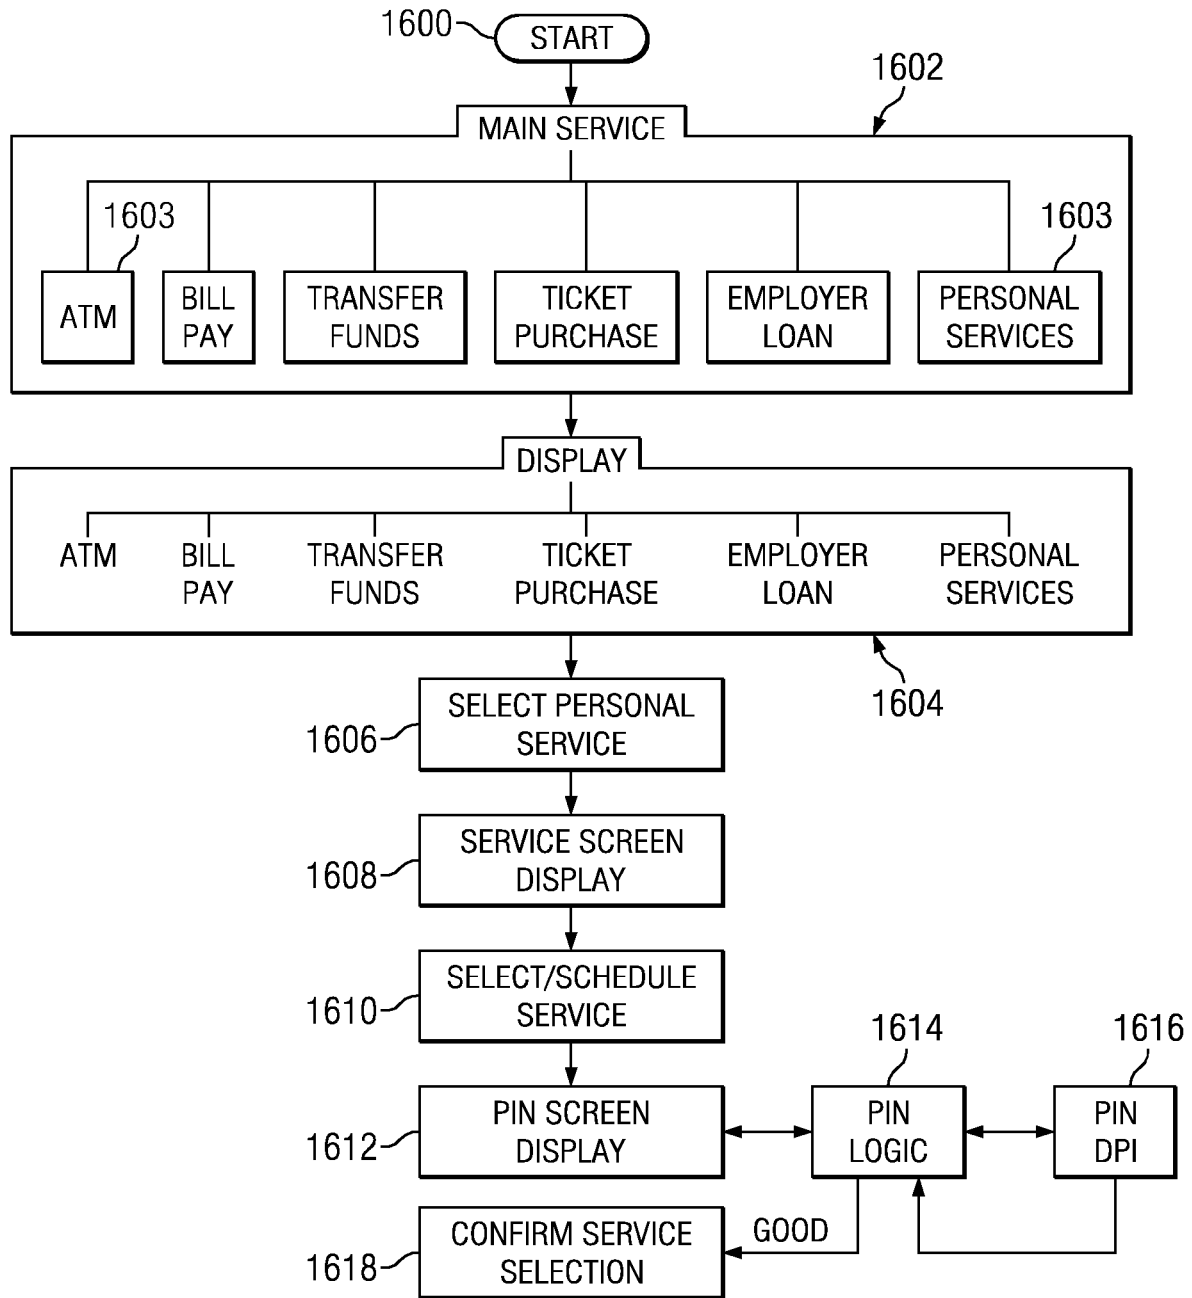 1600
START
1602
MAIN SERVICE
1603
1603
ATM
BILL
PAY
TRANSFER
FUNDS
TICKET
PURCHASE
EMPLOYER
LOAN
PERSONAL
SERVICES
DISPLAY
ATM
BILL
PAY
TRANSFER
FUNDS
TICKET
PURCHASE
EMPLOYER
LOAN
PERSONAL
SERVICES
1604
SELECT PERSONAL
SERVICE
1606
SERVICE SCREEN
DISPLAY
1608
SELECT/SCHEDULE
SERVICE
1610
1614
1616
PIN SCREEN
DISPLAY
1612
PIN
LOGIC
PIN
DPI
GOOD
CONFIRM SERVICE
SELECTION
1618